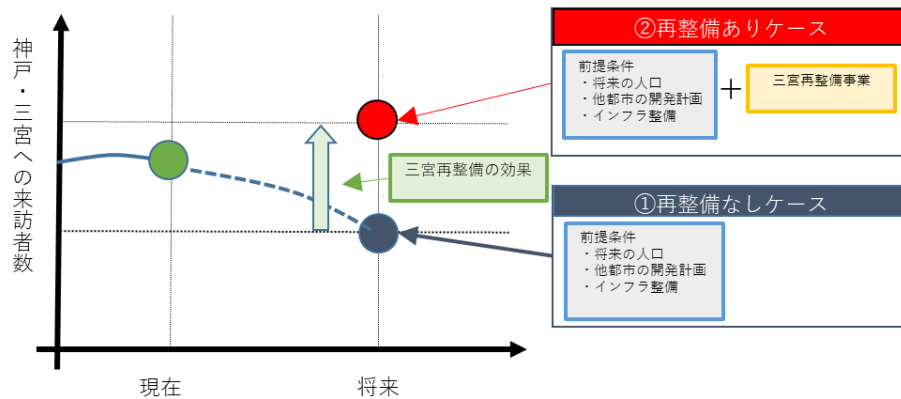 神戸・三宮への来訪者数
②再整備ありケース
前提条件
・将来の人口
・他都市の開発計画
・インフラ整備
＋
三宮再整備事業
三宮再整備の効果
①再整備なしケース
前提条件
・将来の人口
・他都市の開発計画
・インフラ整備
現在
将来